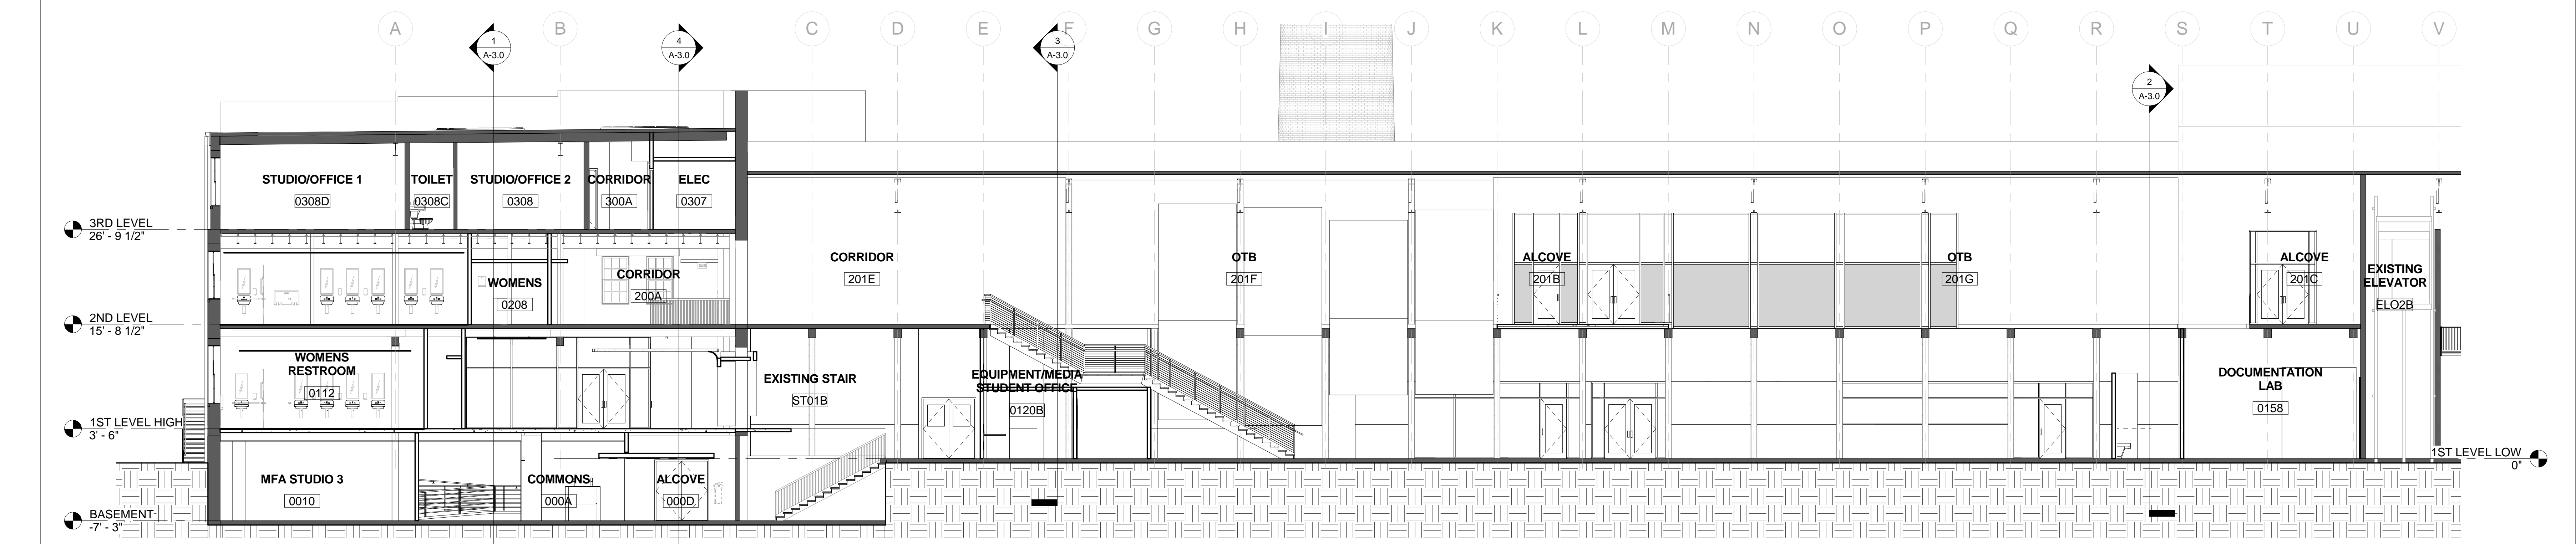 A
B
C
D
E
F
G
H
I
J
K
L
M
N
O
P
Q
R
S
T
U
V
1
A-3.0
4
A-3.0
3
A-3.0
2
A-3.0
STUDIO/OFFICE 1
0308D
TOILET
0308C
STUDIO/OFFICE 2
0308
CORRIDOR
300A
ELEC
0307
3RD LEVEL
26' - 9 1/2"
WOMENS
0208
CORRIDOR
200A
CORRIDOR
201E
OTB
201F
ALCOVE
201B
OTB
201G
ALCOVE
201C
EXISTING
ELEVATOR
ELO2B
2ND LEVEL
15' - 8 1/2"
WOMENS
RESTROOM
0112
EXISTING STAIR
ST01B
EQUIPMENT/MEDIA
STUDENT OFFICE
0120B
DOCUMENTATION
LAB
0158
1ST LEVEL HIGH
3' - 6"
1ST LEVEL LOW
0"
MFA STUDIO 3
0010
COMMONS
000A
ALCOVE
000D
BASEMENT
-7' - 3"